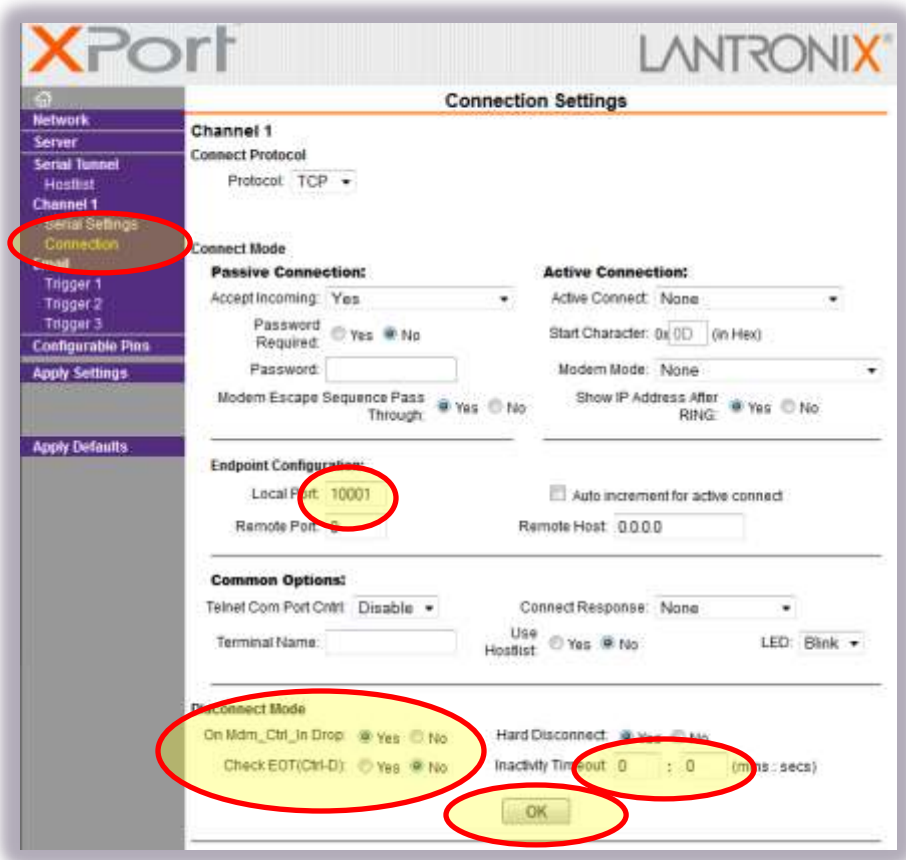 XPort
LANTRONIX®
Connection Settings
Network
Server
Serial Tunnel
Hostlist
Channel 1
Serial Settings
Connection
Email
Trigger 1
Trigger 2
Trigger 3
Configurable Pins
Apply Settings
Apply Defaults
Channel 1
Connect Protocol
Protocol: TCP
Connect Mode
Passive Connection: Active Connection:
Accept Incoming: Yes Active Connect: None
Password Required: Yes No Start Character: 0x 0D (in Hex)
Password: Modem Mode: None
Modem Escape Sequence Pass Through: Yes No Show IP Address After RING: Yes No
Endpoint Configuration:
Local Port: 10001 Auto increment for active connect
Remote Port: 0 Remote Host: 0.0.0.0
Common Options:
Telnet Com Port Cntrl: Disable Connect Response: None
Terminal Name: Use Hostlist: Yes No LED: Blink
Disconnect Mode
On Mdm_Ctrl_In Drop: Yes No Hard Disconnect: Yes No
Check EOT(Ctrl-D): Yes No Inactivity Timeout: 0 : 0 (mins : secs)
OK